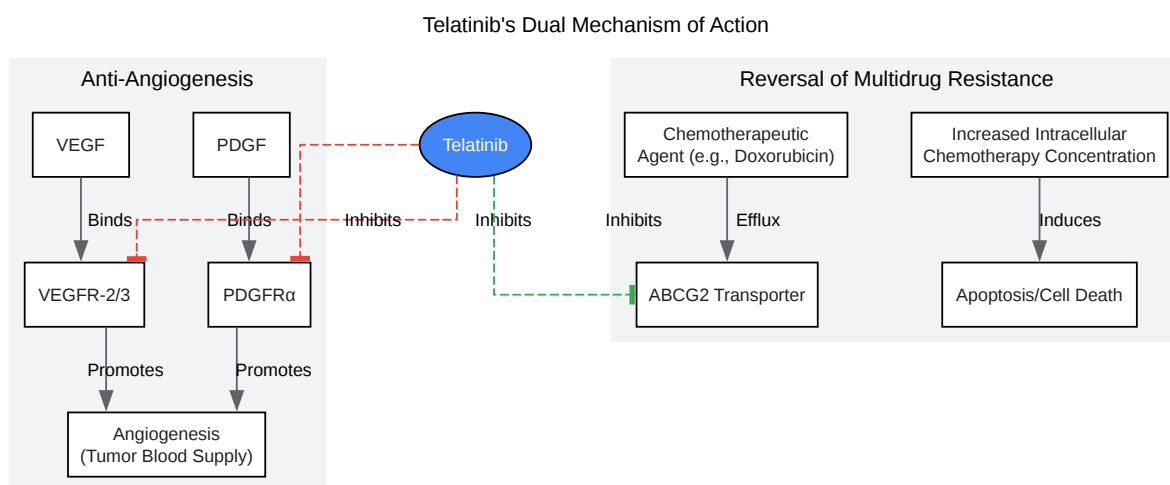 Telatinib's Dual Mechanism of Action
Anti-Angiogenesis
Reversal of Multidrug Resistance
VEGF
PDGF
Telatinib
Chemotherapeutic
Agent (e.g., Doxorubicin)
Increased Intracellular
Chemotherapy Concentration
Binds
Binds
Inhibits
Inhibits
Inhibits
Efflux
Induces
VEGFR-2/3
PDGFRα
ABCG2 Transporter
Apoptosis/Cell Death
Promotes
Promotes
Angiogenesis
(Tumor Blood Supply)